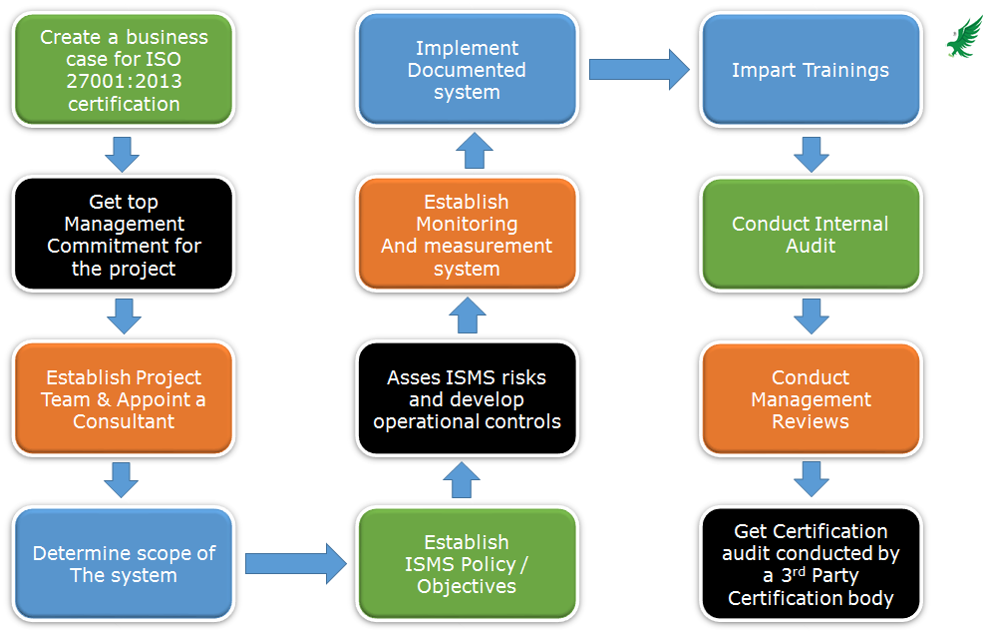 Create a business
case for ISO
27001:2013
certification
Get top
Management
Commitment for
the project
Establish Project
Team & Appoint a
Consultant
Determine scope of
The system
Establish
ISMS Policy /
Objectives
Asses ISMS risks
and develop
operational controls
Establish
Monitoring
And measurement
system
Implement
Documented
system
Impart Trainings
Conduct Internal
Audit
Conduct
Management
Reviews
Get Certification
audit conducted by
a 3rd Party
Certification body